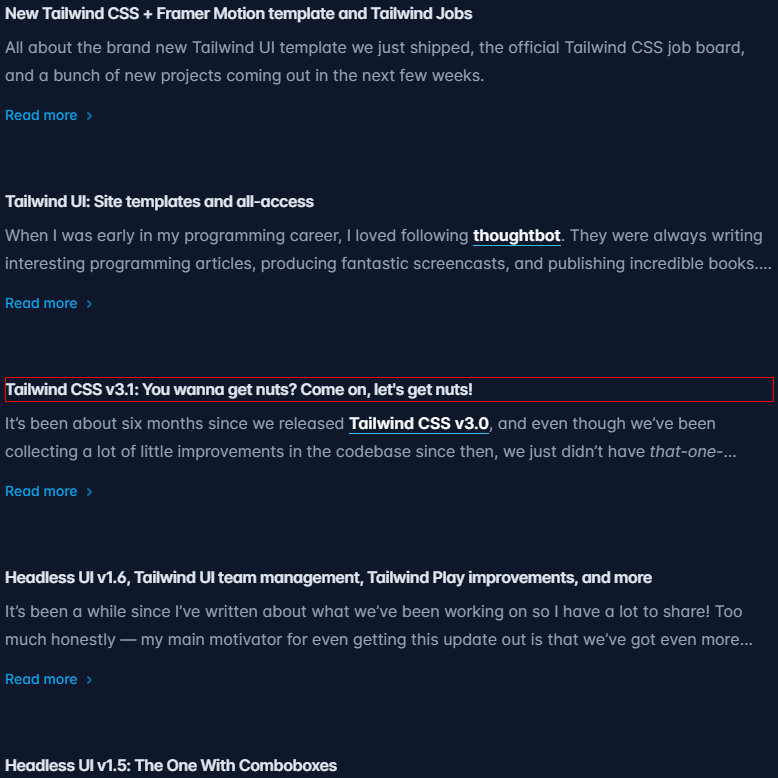 New Tailwind CSS + Framer Motion template and Tailwind Jobs
All about the brand new Tailwind UI template we just shipped, the official Tailwind CSS job board,
and a bunch of new projects coming out in the next few weeks.
Read more
Tailwind UI: Site templates and all-access
When I was early in my programming career, I loved following thoughtbot. They were always writing
interesting programming articles, producing fantastic screencasts, and publishing incredible books....
Read more
Tailwind CSS v3.1: You wanna get nuts? Come on, let's get nuts!
It’s been about six months since we released Tailwind CSS v3.0, and even though we’ve been
collecting a lot of little improvements in the codebase since then, we just didn’t have that-one-...
Read more
Headless UI v1.6, Tailwind UI team management, Tailwind Play improvements, and more
It’s been a while since I’ve written about what we’ve been working on so I have a lot to share! Too
much honestly — my main motivator for even getting this update out is that we’ve got even more...
Read more
Headless UI v1.5: The One With Comboboxes